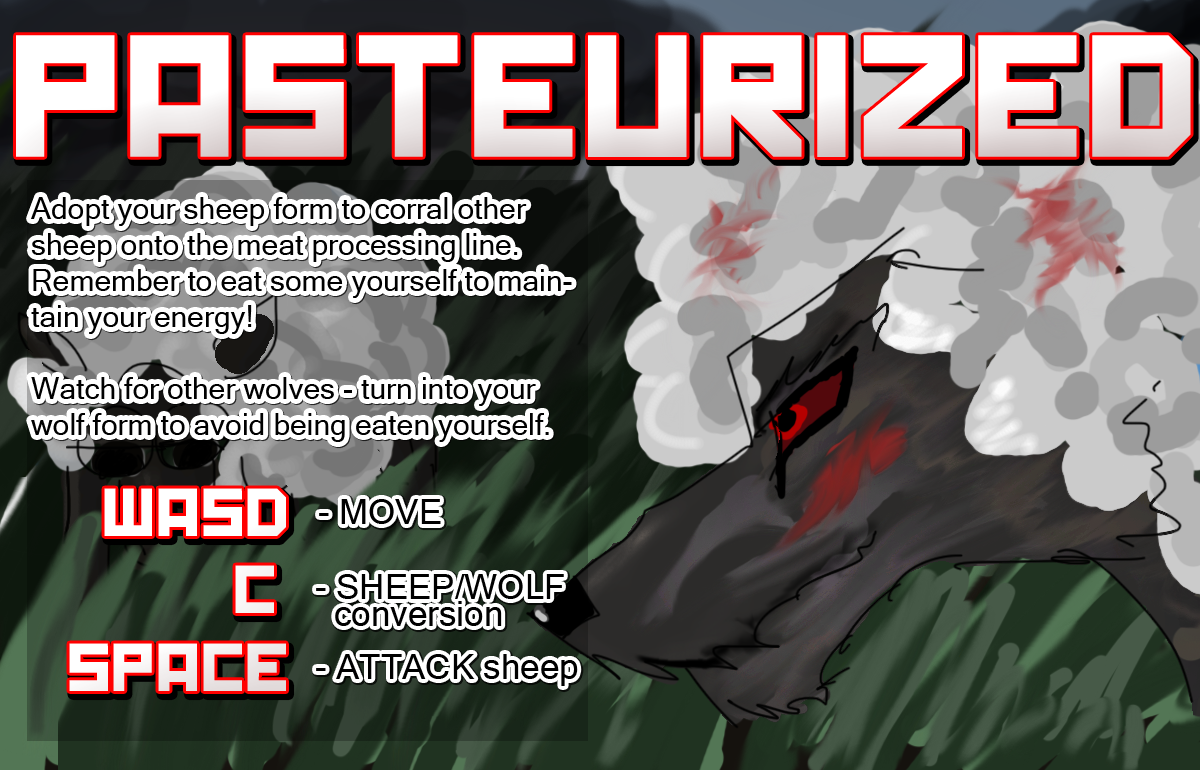 PASTEURIZED
Adopt your sheep form to corral other
sheep onto the meat processing line.
Remember to eat some yourself to main-
tain your energy!
Watch for other wolves - turn into your
wolf form to avoid being eaten yourself.
WASD - MOVE
C - SHEEP/WOLF
conversion
SPACE - ATTACK sheep